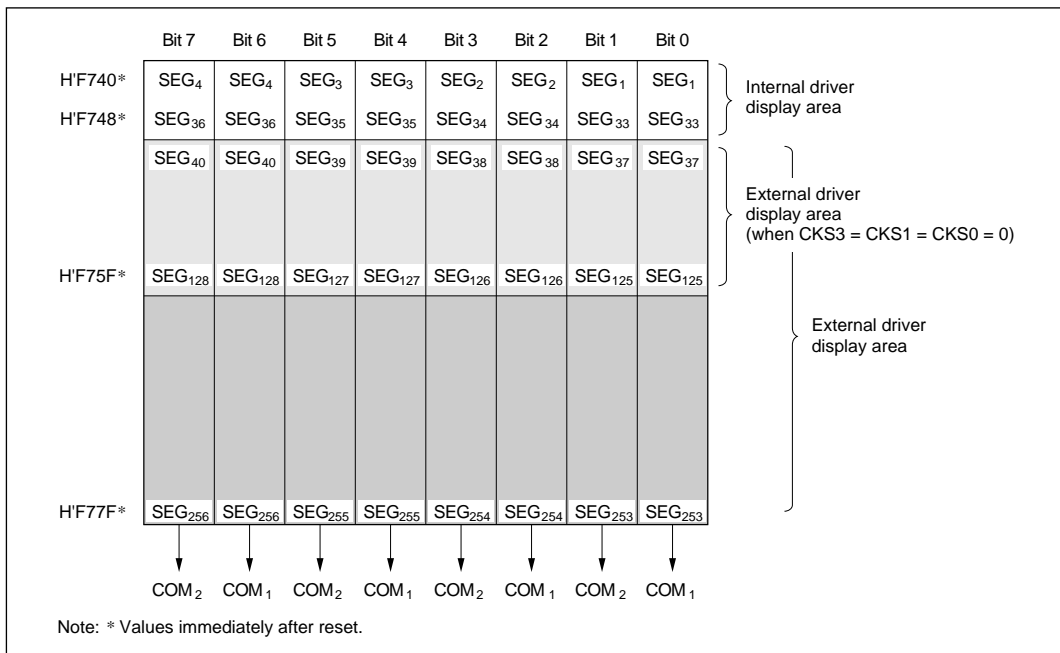 Bit 7 Bit 6 Bit 5 Bit 4 Bit 3 Bit 2 Bit 1 Bit 0
H'F740* SEG4 SEG4 SEG3 SEG3 SEG2 SEG2 SEG1 SEG1
Internal driver
display area
H'F748* SEG36 SEG36 SEG35 SEG35 SEG34 SEG34 SEG33 SEG33
SEG40 SEG40 SEG39 SEG39 SEG38 SEG38 SEG37 SEG37
External driver
display area
(when CKS3 = CKS1 = CKS0 = 0)
H'F75F* SEG128 SEG128 SEG127 SEG127 SEG126 SEG126 SEG125 SEG125
External driver
display area
H'F77F* SEG256 SEG256 SEG255 SEG255 SEG254 SEG254 SEG253 SEG253
COM2 COM1 COM2 COM1 COM2 COM1 COM2 COM1
Note: * Values immediately after reset.